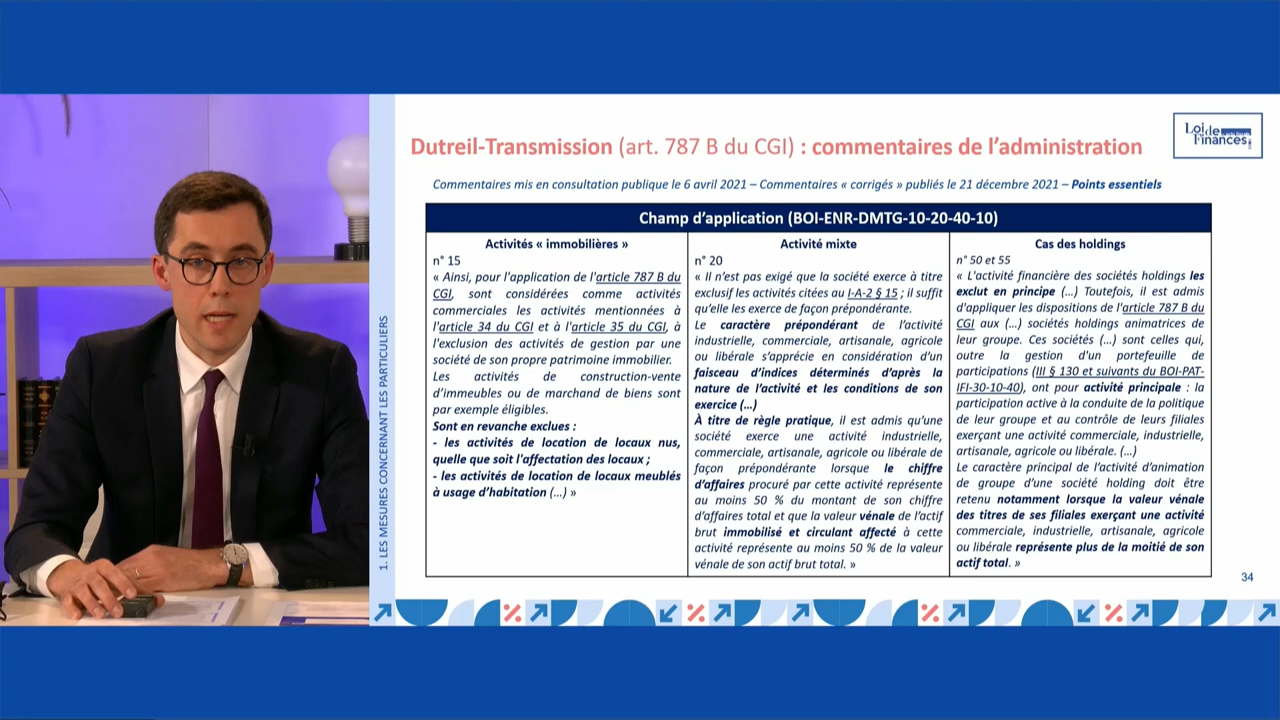 Loi de
Finances
Dutreil-Transmission (art. 787 B du CGI) : commentaires de l'administration
Commentaires mis en consultation publique le 6 avril 2021 – Commentaires « corrigés » publiés le 21 décembre 2021 – Points essentiels
Champ d'application (BOI-ENR-DMTG-10-20-40-10)
Activités « immobilières »
n° 15
« Ainsi, pour l'application de l'article 787 B du
CGI, sont considérées comme activités
commerciales les activités mentionnées à
l'article 34 du CGI et à l'article 35 du CGI, à
l'exclusion des activités de gestion par une
société de son propre patrimoine immobilier.
Les activités de construction-vente
d'immeubles ou de marchand de biens sont
par exemple éligibles.
Sont en revanche exclues :
- les activités de location de locaux nus,
quelle que soit l'affectation des locaux ;
- les activités de location de locaux meublés
à usage d'habitation (...) »
Activité mixte
n° 20
« Il n'est pas exigé que la société exerce à titre
exclusif les activités citées au I-A-2 § 15 ; il suffit
qu'elle les exerce de façon prépondérante.
Le caractère prépondérant de l'activité
industrielle, commerciale, artisanale, agricole
ou libérale s'apprécie en considération d'un
faisceau d'indices déterminés d'après la
nature de l'activité et les conditions de son
exercice (...)
À titre de règle pratique, il est admis qu'une
société exerce une activité industrielle,
commerciale, artisanale, agricole ou libérale de
façon prépondérante lorsque le chiffre
d'affaires procuré par cette activité représente
au moins 50 % du montant de son chiffre
d'affaires total et que la valeur vénale de l'actif
brut immobilisé et circulant affecté à cette
activité représente au moins 50 % de la valeur
vénale de son actif brut total. »
Cas des holdings
n° 50 et 55
« L'activité financière des sociétés holdings les
exclut en principe (...) Toutefois, il est admis
d'appliquer les dispositions de l'article 787 B du
CGI aux (...) sociétés holdings animatrices de
leur groupe. Ces sociétés (...) sont celles qui,
outre la gestion d'un portefeuille de
participations (III § 130 et suivants du BOI-PAT-
IFI-30-10-40), ont pour activité principale : la
participation active à la conduite de la politique
de leur groupe et au contrôle de leurs filiales
exerçant une activité commerciale, industrielle,
artisanale, agricole ou libérale. (...)
Le caractère principal de l'activité d'animation
de groupe d'une société holding doit être
retenu notamment lorsque la valeur vénale
des titres de ses filiales exerçant une activité
commerciale, industrielle, artisanale, agricole
ou libérale représente plus de la moitié de son
actif total. »
1. LES MESURES CONCERNANT LES PARTICULIERS
34